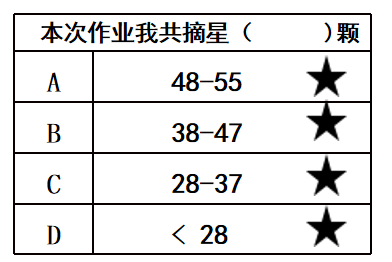 本次作业我共摘星（ ）颗
A 48-55 ★
B 38-47 ★
C 28-37 ★
D < 28 ★